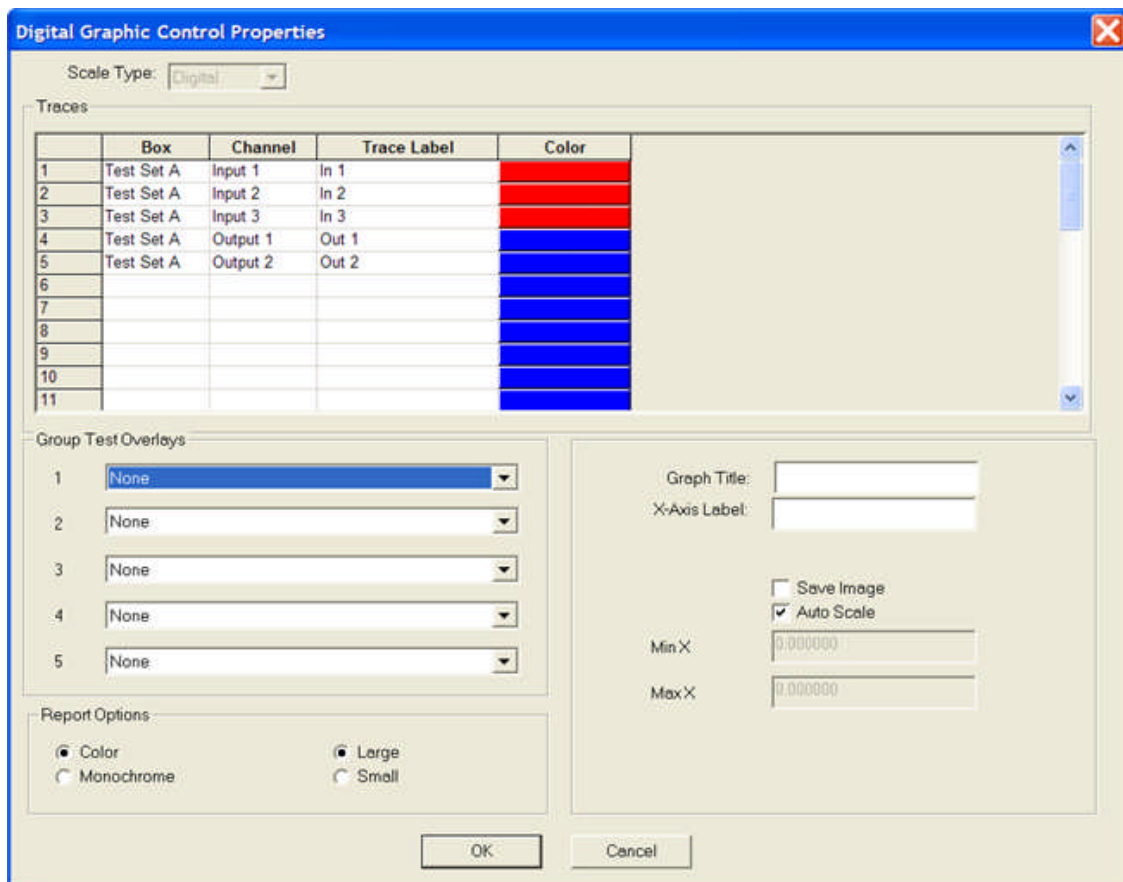 Digital Graphic Control Properties
Scale Type: Digital
Traces
Box Channel Trace Label Color
1 Test Set A Input 1 In 1
2 Test Set A Input 2 In 2
3 Test Set A Input 3 In 3
4 Test Set A Output 1 Out 1
5 Test Set A Output 2 Out 2
6
7
8
9
10
11
Group Test Overlays
1 None
2 None
3 None
4 None
5 None
Report Options
Color Large
Monochrome Small
Graph Title:
X-Axis Label:
Save Image
Auto Scale
Min X 0.000000
Max X 0.000000
OK Cancel